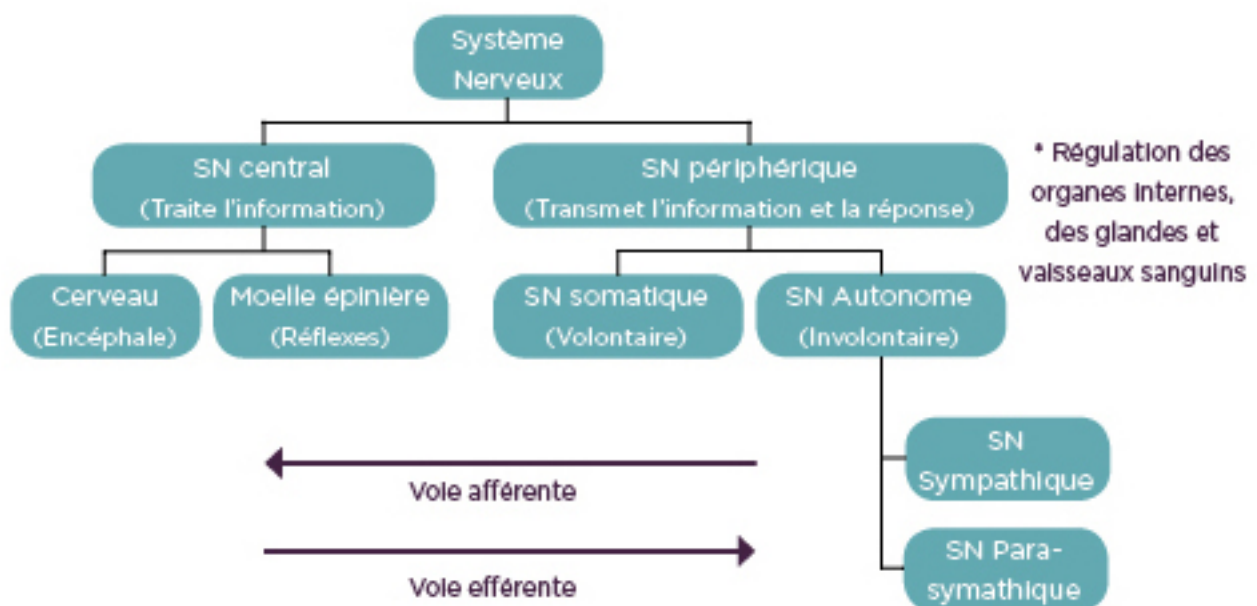 Système
Nerveux
SN central
(Traite l'information)
SN périphérique
(Transmet l'information et la réponse)
* Régulation des
organes internes,
des glandes et
vaisseaux sanguins
Cerveau
(Encéphale)
Moelle épinière
(Réflexes)
SN somatique
(Volontaire)
SN Autonome
(Involontaire)
SN
Sympathique
Voie afférente
SN Para-
symathique
Voie efférente